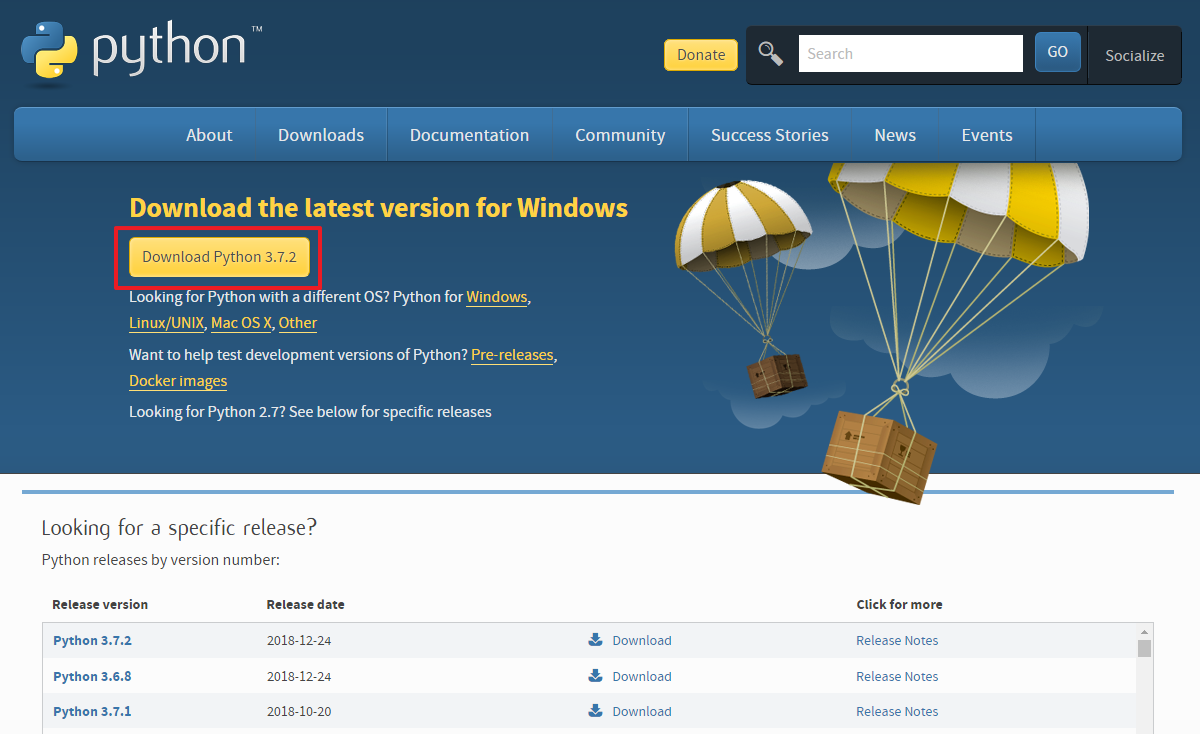 python™
Donate
Search
GO
Socialize
About Downloads Documentation Community Success Stories News Events
Download the latest version for Windows
Download Python 3.7.2
Looking for Python with a different OS? Python for Windows,
Linux/UNIX, Mac OS X, Other
Want to help test development versions of Python? Pre-releases,
Docker images
Looking for Python 2.7? See below for specific releases
Looking for a specific release?
Python releases by version number:
Release version Release date Click for more
Python 3.7.2 2018-12-24 Download Release Notes
Python 3.6.8 2018-12-24 Download Release Notes
Python 3.7.1 2018-10-20 Download Release Notes